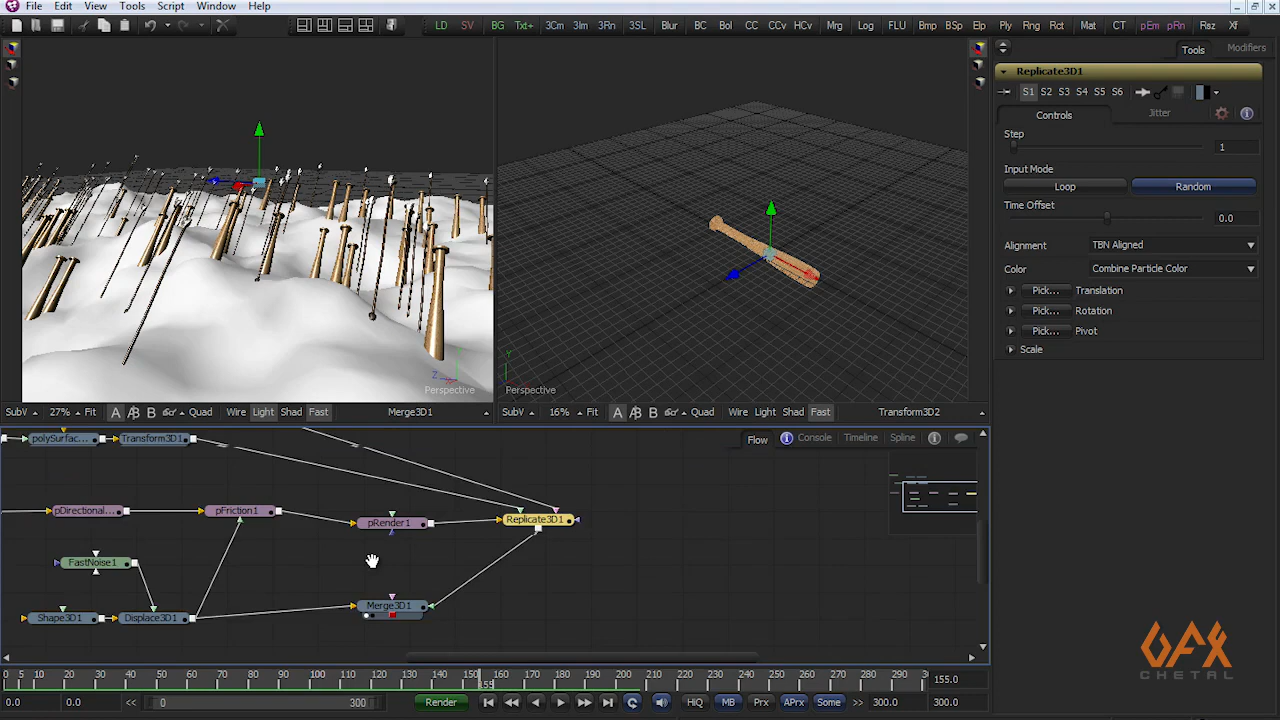 File Edit View Tools Script Window Help
LD SV BG Txt+ 3Cm 3Im 3Rn 3SL Blur BC Bol CC CCv HCv Mrg Log FLU Bmp BSp Elp Ply Rng Rct Mat CT pEm pRn Rsz Xf
Tools Modifiers
Replicate3D1
S1 S2 S3 S4 S5 S6
Controls Jitter
Step
1
Input Mode
Loop Random
Time Offset
0.0
Alignment TBN Aligned
Color Combine Particle Color
Pick... Translation
Pick... Rotation
Pick... Pivot
Scale
Z Perspective
Y Perspective
SubV 27% Fit A B Quad Wire Light Shad Fast Merge3D1
SubV 16% Fit A B Quad Wire Light Shad Fast Transform3D2
Flow Console Timeline Spline
polySurfac... Transform3D1
pDirectional... pFriction1 pRender1 Replicate3D1
FastNoise1
Shape3D1 Displace3D1 Merge3D1
0 5 10 20 30 40 50 60 70 80 90 100 110 120 130 140 155 160 170 180 190 200 210 220 230 240 250 260 270 280 290 300 155.0
0.0 0.0 << 0 300 Render HiQ MB Prx APrx Some >> 300.0 300.0
GFX
CHETAL